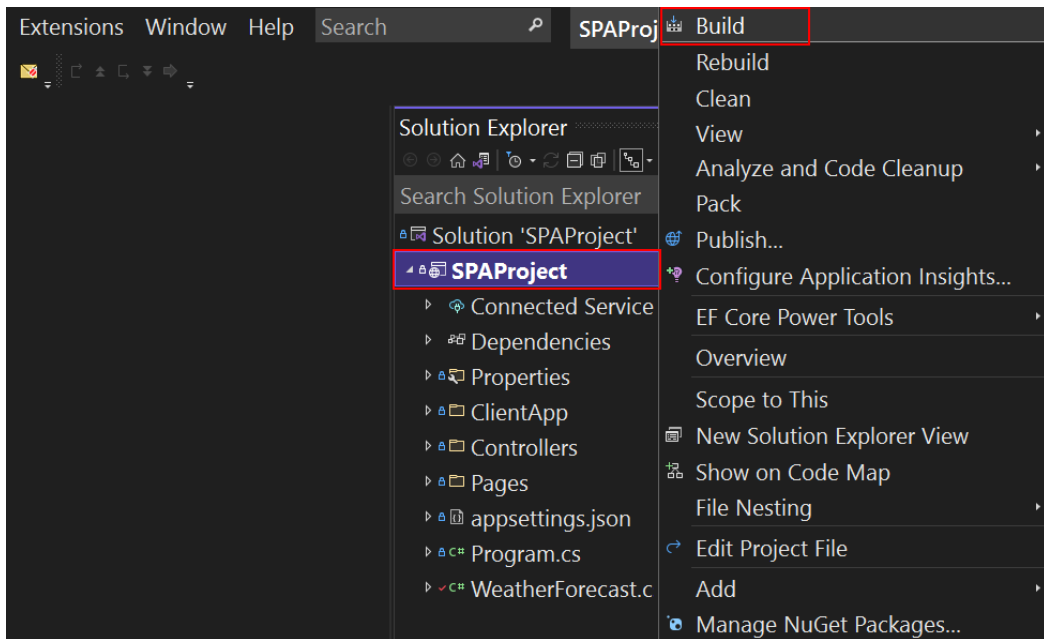 Extensions Window Help Search SPAProj
Build
Rebuild
Clean
View
Analyze and Code Cleanup
Pack
Publish...
Configure Application Insights...
EF Core Power Tools
Overview
Scope to This
New Solution Explorer View
Show on Code Map
File Nesting
Edit Project File
Add
Manage NuGet Packages...
Solution Explorer
Search Solution Explorer
Solution 'SPAProject'
SPAProject
Connected Service
Dependencies
Properties
ClientApp
Controllers
Pages
appsettings.json
C# Program.cs
C# WeatherForecast.c